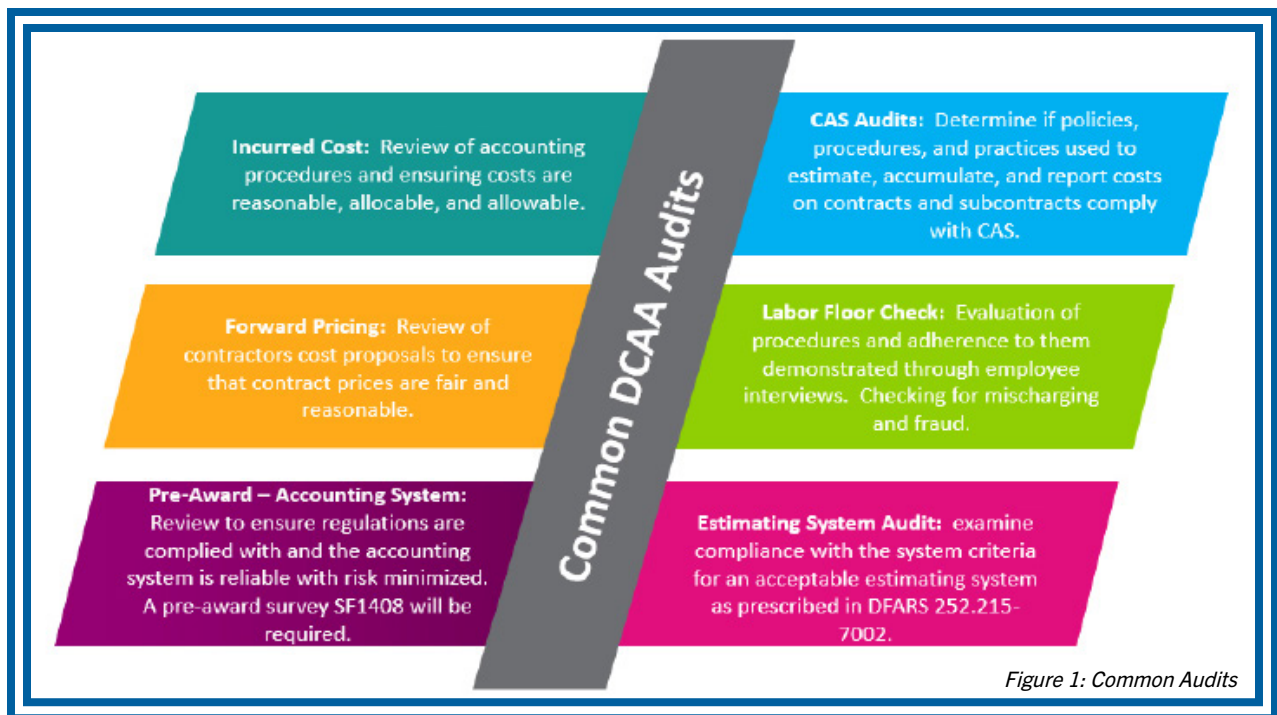 Common DCAA Audits
Incurred Cost: Review of accounting
procedures and ensuring costs are
reasonable, allocable, and allowable.
CAS Audits: Determine if policies,
procedures, and practices used to
estimate, accumulate, and report costs
on contracts and subcontracts comply
with CAS.
Forward Pricing: Review of
contractors cost proposals to ensure
that contract prices are fair and
reasonable.
Labor Floor Check: Evaluation of
procedures and adherence to them
demonstrated through employee
interviews. Checking for mischarging
and fraud.
Pre-Award – Accounting System:
Review to ensure regulations are
complied with and the accounting
system is reliable with risk minimized.
A pre-award survey SF1408 will be
required.
Estimating System Audit: examine
compliance with the system criteria
for an acceptable estimating system
as prescribed in DFARS 252.215-
7002.
Figure 1: Common Audits